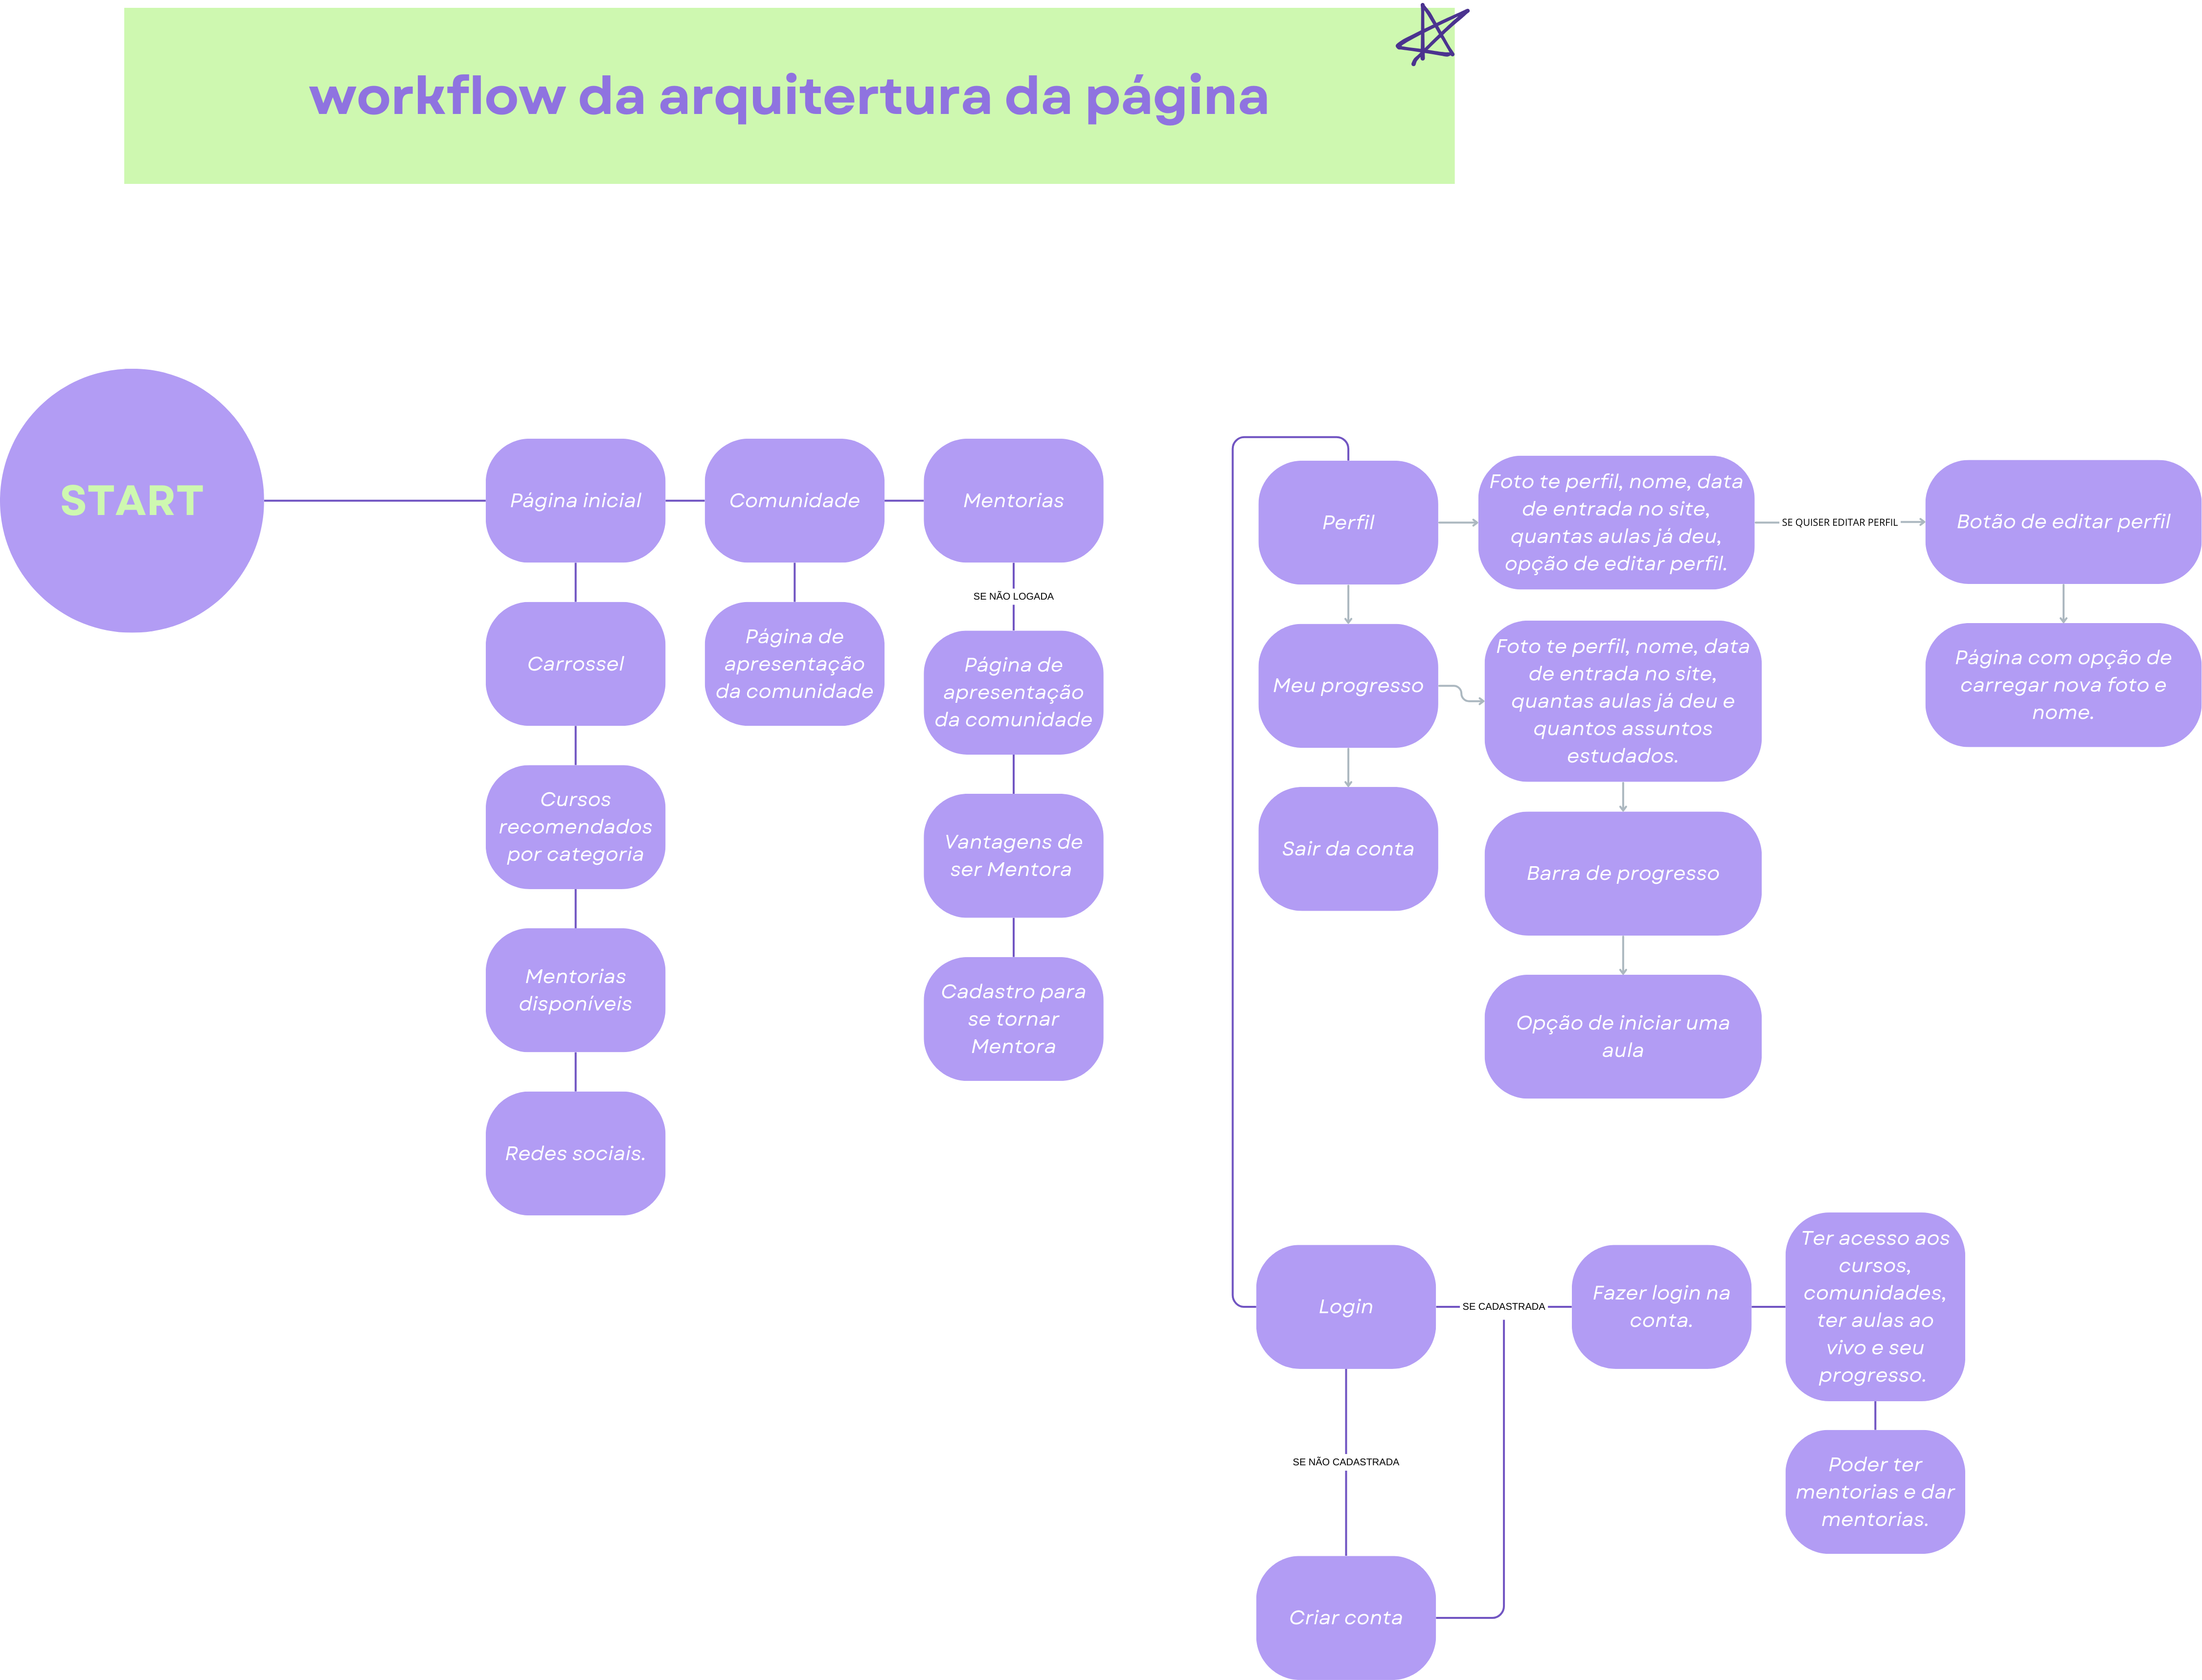 workflow da arquitertura da página
START
Página inicial
Comunidade
Mentorias
SE NÃO LOGADA
Carrossel
Página de
apresentação
da comunidade
Página de
apresentação
da comunidade
Cursos
recomendados
por categoria
Vantagens de
ser Mentora
Mentorias
disponíveis
Cadastro para
se tornar
Mentora
Redes sociais.
Perfil
Foto te perfil, nome, data
de entrada no site,
quantas aulas já deu,
opção de editar perfil.
SE QUISER EDITAR PERFIL
Botão de editar perfil
Meu progresso
Foto te perfil, nome, data
de entrada no site,
quantas aulas já deu e
quantos assuntos
estudados.
Página com opção de
carregar nova foto e
nome.
Sair da conta
Barra de progresso
Opção de iniciar uma
aula
Login
SE CADASTRADA
Fazer login na
conta.
Ter acesso aos
cursos,
comunidades,
ter aulas ao
vivo e seu
progresso.
SE NÃO CADASTRADA
Poder ter
mentorias e dar
mentorias.
Criar conta